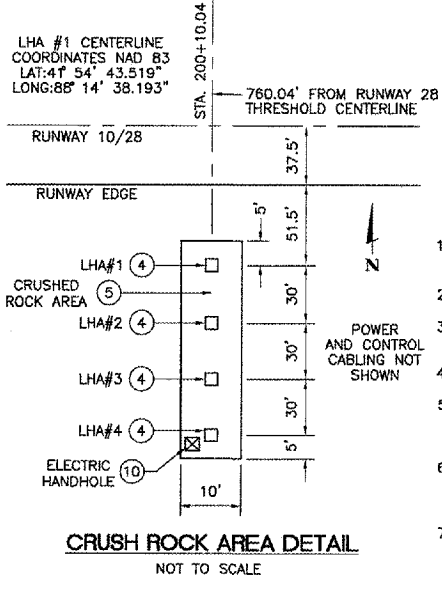 LHA #1 CENTERLINE
COORDINATES NAD 83
LAT:41° 54' 43.519"
LONG:88° 14' 38.193"
STA. 200+10.04
760.04' FROM RUNWAY 28
THRESHOLD CENTERLINE
RUNWAY 10/28
37.5'
RUNWAY EDGE
5'
51.5'
N
LHA#1 4
CRUSHED
ROCK AREA 5
30'
LHA#2 4
30'
POWER
AND CONTROL
CABLING NOT
SHOWN
LHA#3 4
30'
LHA#4 4
5'
ELECTRIC
HANDHOLE 10
10'
CRUSH ROCK AREA DETAIL
NOT TO SCALE
1
2
3
4
5
6
7